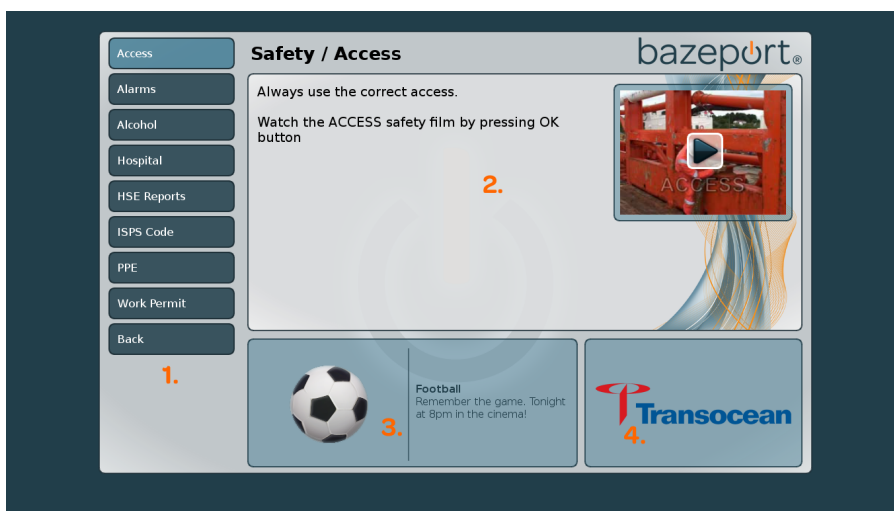 Access
Alarms
Alcohol
Hospital
HSE Reports
ISPS Code
PPE
Work Permit
Back
1.
Safety / Access
bazeport®
Always use the correct access.
Watch the ACCESS safety film by pressing OK
button
2.
ACCESS
Football
Remember the game. Tonight
at 8pm in the cinema!
3.
Transocean
4.